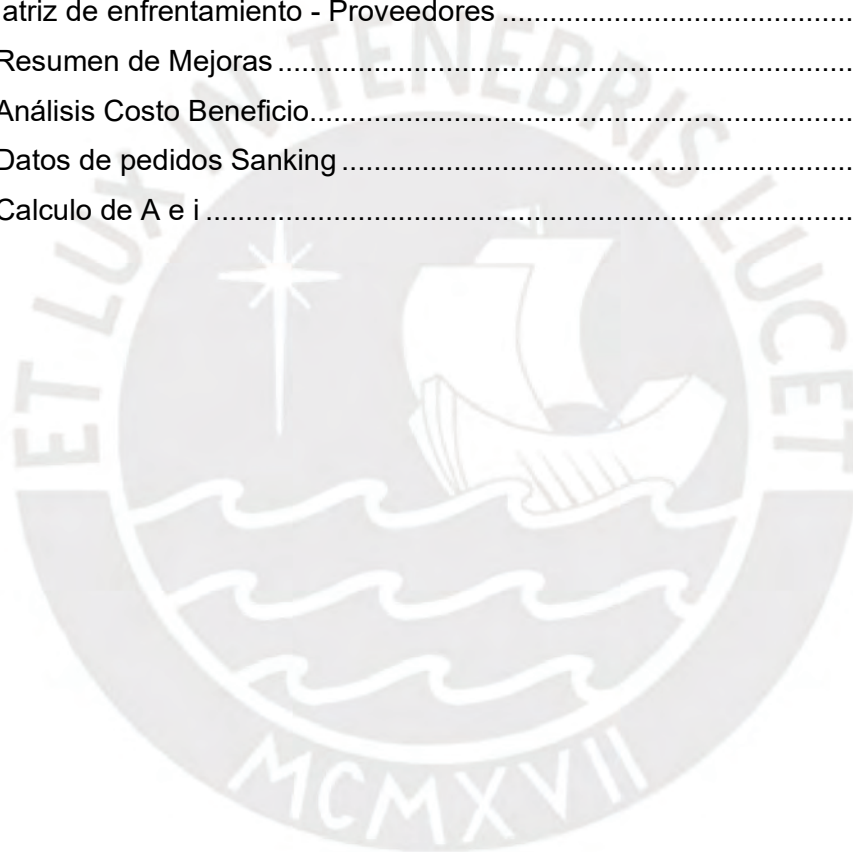 atriz de enfrentamiento - Proveedores ..............................................
Resumen de Mejoras ..........................................................................
Análisis Costo Beneficio......................................................................
Datos de pedidos Sanking ..................................................................
Calculo de A e i ...................................................................................
ET LUX IN TENEBRIS LUCET
MCMXVII